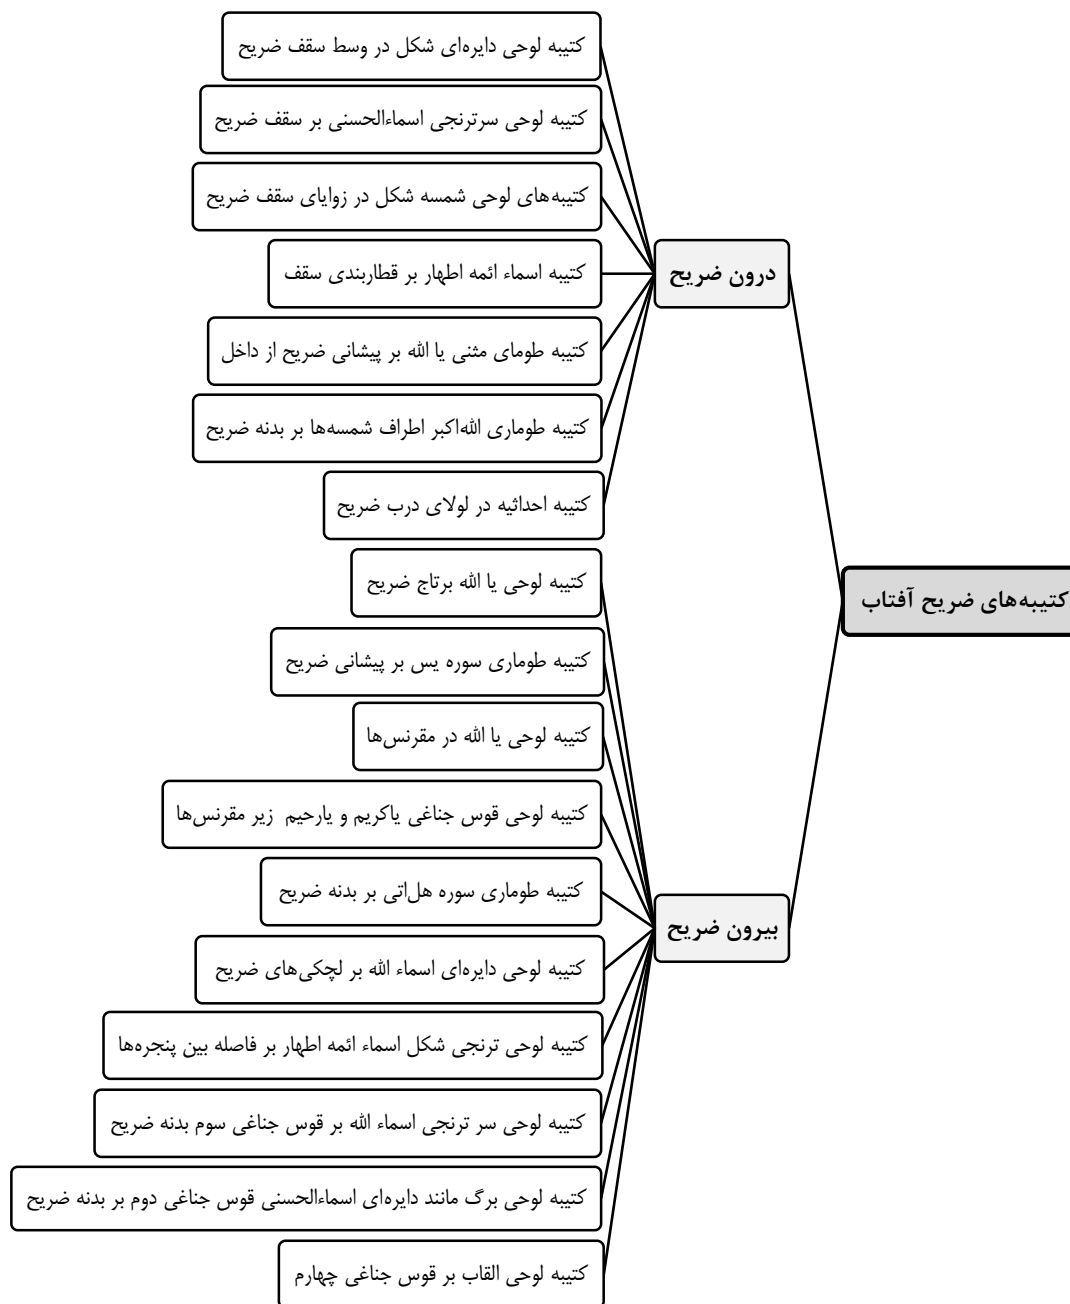 کتیبه‌های ضریح آفتاب
درون ضریح
کتیبه لوحی دایره‌ای شکل در وسط سقف ضریح
کتیبه لوحی سرترنجی اسماءالحسنی بر سقف ضریح
کتیبه‌های لوحی شمسه شکل در زوایای سقف ضریح
کتیبه اسماء ائمه اطهار بر قطاربندی سقف
کتیبه طومای مثنی یا الله بر پیشانی ضریح از داخل
کتیبه طوماری الله‌اکبر اطراف شمسه‌ها بر بدنه ضریح
کتیبه احداثیه در لولای درب ضریح
بیرون ضریح
کتیبه لوحی یا الله برتاج ضریح
کتیبه طوماری سوره یس بر پیشانی ضریح
کتیبه لوحی یا الله در مقرنس‌ها
کتیبه لوحی قوس جناغی یاکریم و یارحیم زیر مقرنس‌ها
کتیبه طوماری سوره هل‌اتی بر بدنه ضریح
کتیبه لوحی دایره‌ای اسماء الله بر لچکی‌های ضریح
کتیبه لوحی ترنجی شکل اسماء ائمه اطهار بر فاصله بین پنجره‌ها
کتیبه لوحی سر ترنجی اسماء الله بر قوس جناغی سوم بدنه ضریح
کتیبه لوحی برگ مانند دایره‌ای اسماءالحسنی قوس جناغی دوم بر بدنه ضریح
کتیبه لوحی القاب بر قوس جناغی چهارم